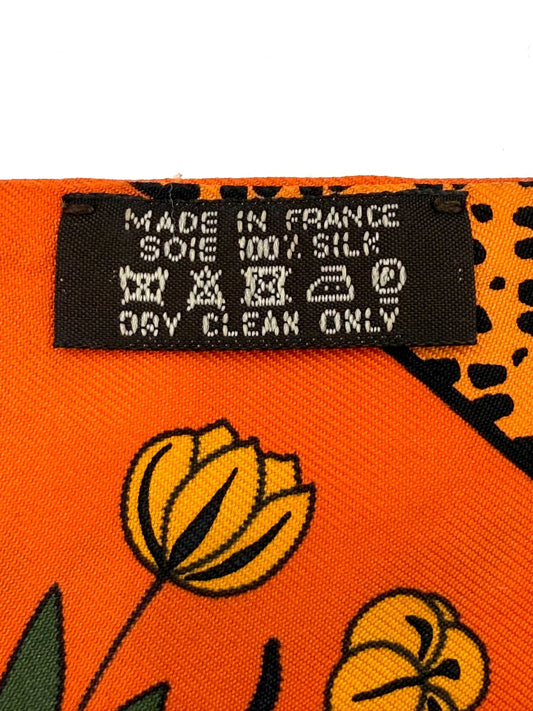 MADE IN FRANCE
SOIE 100% SILK
P
DRY CLEAN ONLY